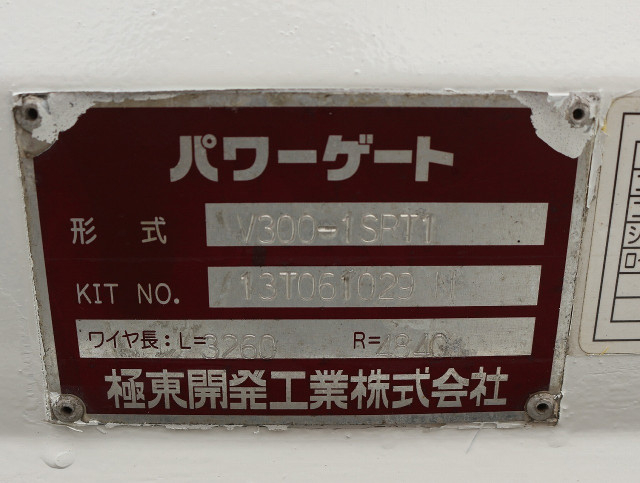 パワーゲート
形式 V300-1SRT1
KIT NO. 13T061029 M
ワイヤ長:L=3260 R=4840
極東開発工業株式会社